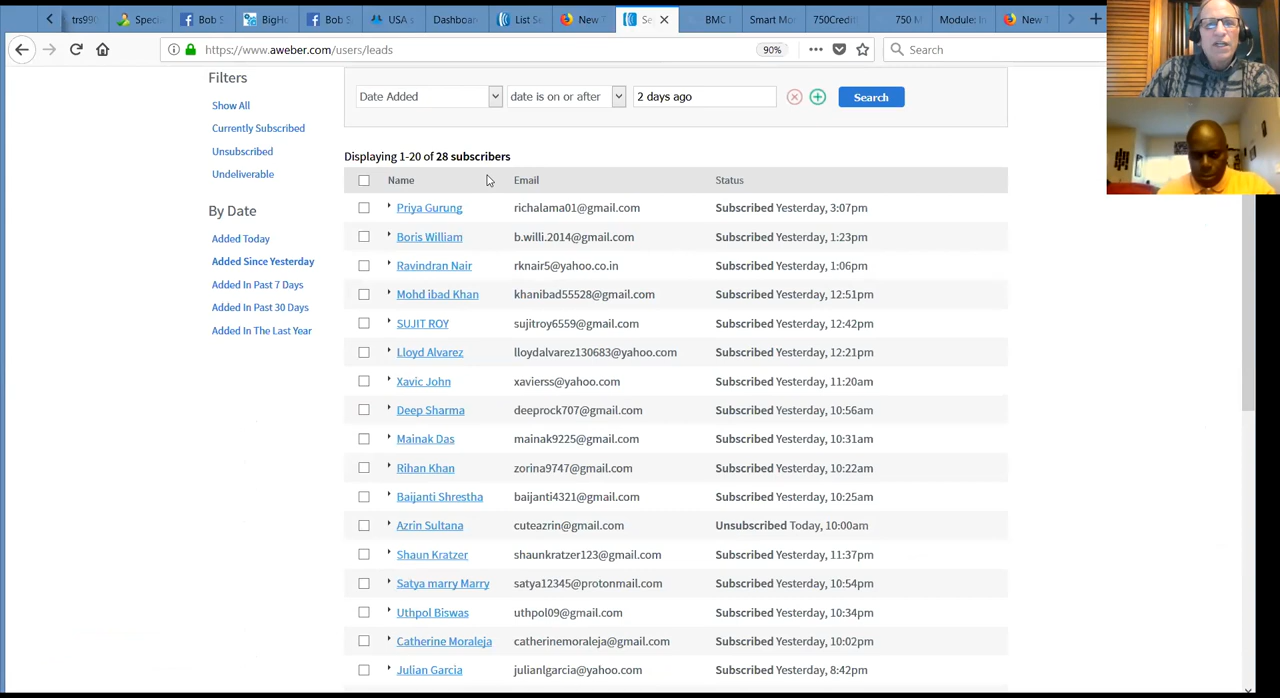 trs990
Specia
Bob S
BigHo
Bob S
USA s
Dashboar
List Se
New T
Se
BMC
Smart Mo
750Credi
750 M
Module: In
New T
https://www.aweber.com/users/leads
90%
Search
Filters
Show All
Currently Subscribed
Unsubscribed
Undeliverable
By Date
Added Today
Added Since Yesterday
Added In Past 7 Days
Added In Past 30 Days
Added In The Last Year
Date Added date is on or after 2 days ago Search
Displaying 1-20 of 28 subscribers
Name Email Status
Priya Gurung richalama01@gmail.com Subscribed Yesterday, 3:07pm
Boris William b.willi.2014@gmail.com Subscribed Yesterday, 1:23pm
Ravindran Nair rknair5@yahoo.co.in Subscribed Yesterday, 1:06pm
Mohd ibad Khan khanibad55528@gmail.com Subscribed Yesterday, 12:51pm
SUJIT ROY sujitroy6559@gmail.com Subscribed Yesterday, 12:42pm
Lloyd Alvarez lloydalvarez130683@yahoo.com Subscribed Yesterday, 12:21pm
Xavic John xavierss@yahoo.com Subscribed Yesterday, 11:20am
Deep Sharma deeprock707@gmail.com Subscribed Yesterday, 10:56am
Mainak Das mainak9225@gmail.com Subscribed Yesterday, 10:31am
Rihan Khan zorina9747@gmail.com Subscribed Yesterday, 10:22am
Baijanti Shrestha baijanti4321@gmail.com Subscribed Yesterday, 10:25am
Azrin Sultana cuteazrin@gmail.com Unsubscribed Today, 10:00am
Shaun Kratzer shaunkratzer123@gmail.com Subscribed Yesterday, 11:37pm
Satya marry Marry satya12345@protonmail.com Subscribed Yesterday, 10:54pm
Uthpol Biswas uthpol09@gmail.com Subscribed Yesterday, 10:34pm
Catherine Moraleja catherinemoraleja@gmail.com Subscribed Yesterday, 10:02pm
Julian Garcia julianlgarcia@yahoo.com Subscribed Yesterday, 8:42pm